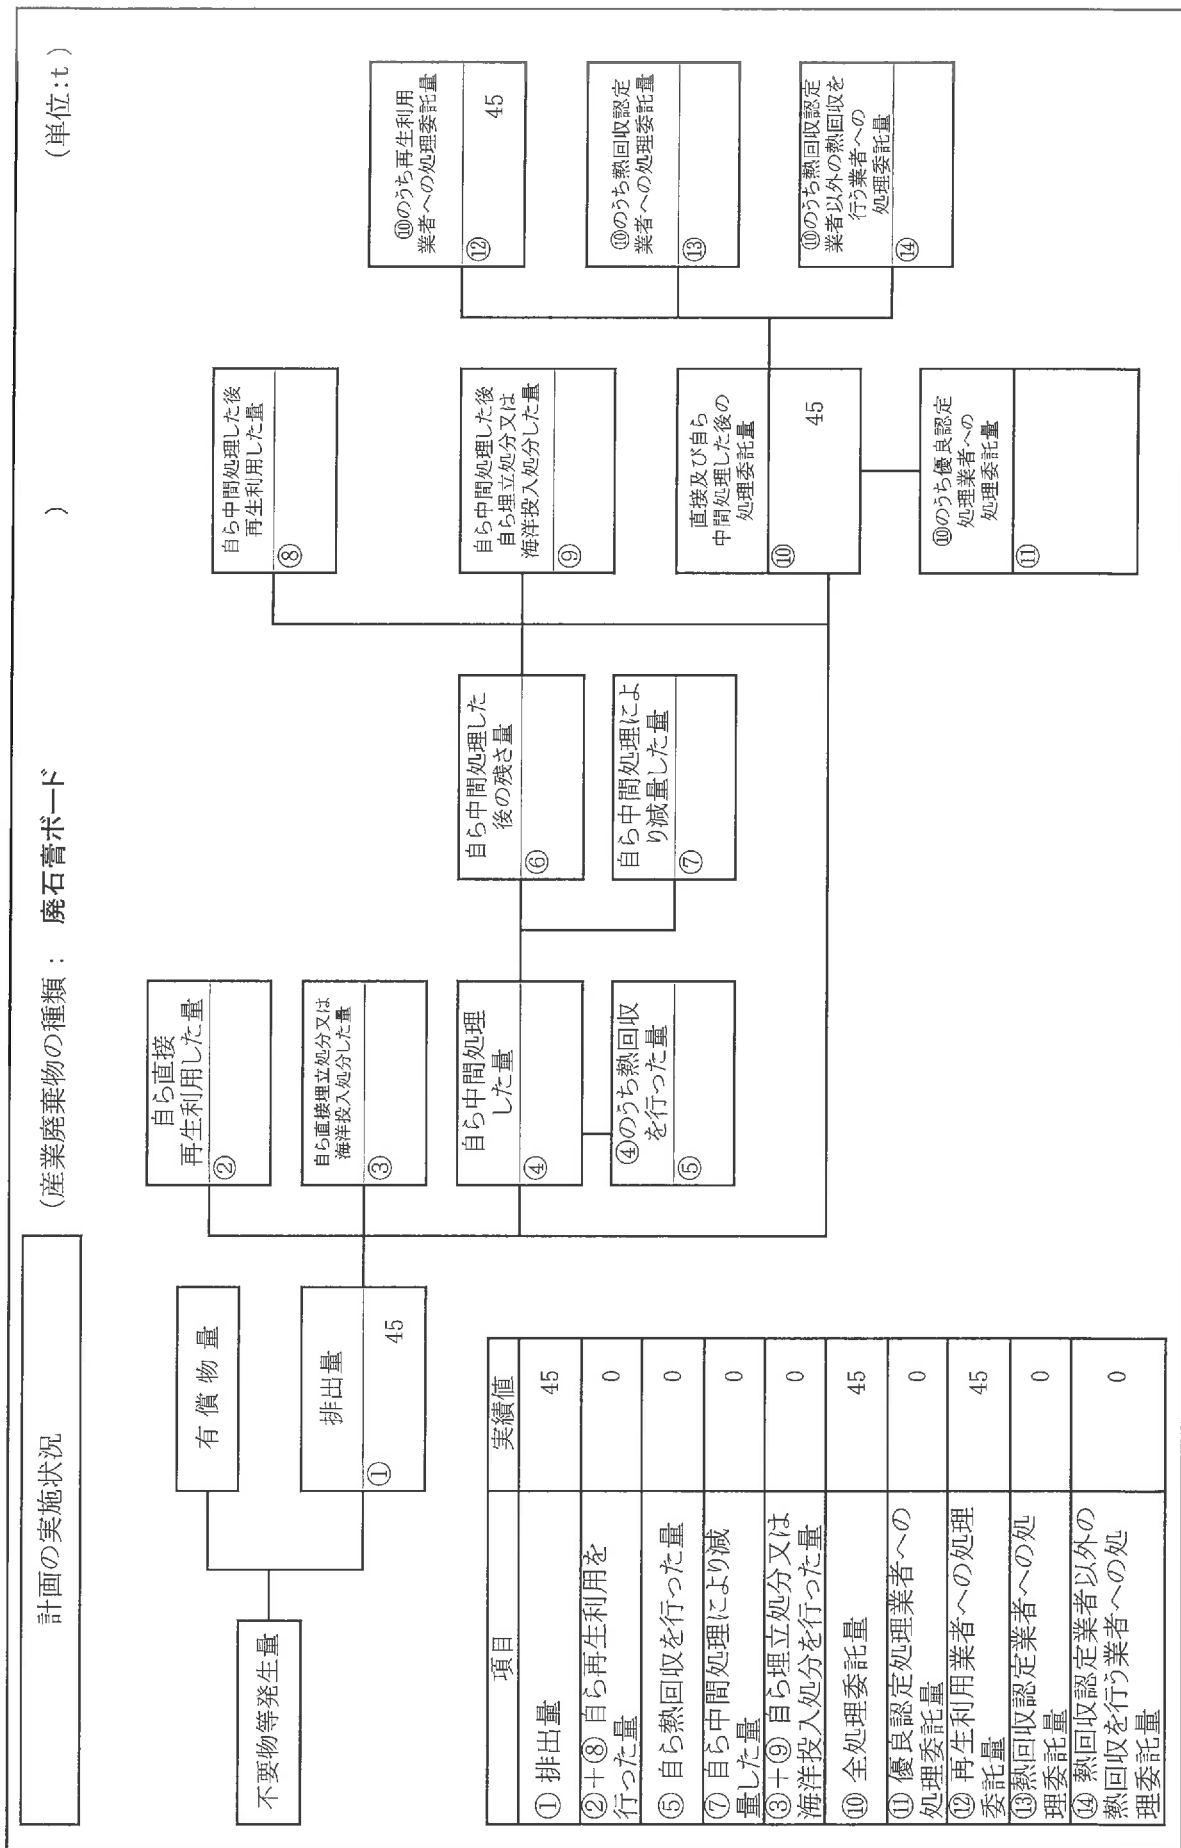 計画の実施状況
(産業廃棄物の種類： 廃石膏ボード )
(単位：t)
不要物等発生量
有償物量
排出量
① 45
自ら直接
再生利用した量
②
自ら直接埋立処分又は
海洋投入処分した量
③
自ら中間処理
した量
④
④のうち熱回収
を行った量
⑤
自ら中間処理した
後の残さ量
⑥
自ら中間処理によ
り減量した量
⑦
自ら中間処理した後
再生利用した量
⑧
自ら中間処理した後
自ら埋立処分又は
海洋投入処分した量
⑨
直接及び自ら
中間処理した後の
処理委託量
⑩ 45
⑩のうち優良認定
処理業者への
処理委託量
⑪
⑩のうち再生利用
業者への処理委託量
⑫ 45
⑩のうち熱回収認定
業者への処理委託量
⑬
⑩のうち熱回収認定
業者以外の熱回収を
行う業者への
処理委託量
⑭
項目 実績値
① 排出量 45
②＋⑧ 自ら再生利用を
行った量 0
⑤ 自ら熱回収を行った量 0
⑦ 自ら中間処理により減
量した量 0
③＋⑨ 自ら埋立処分又は
海洋投入処分を行った量 0
⑩ 全処理委託量 45
⑪ 優良認定処理業者への
処理委託量 0
⑫ 再生利用業者への処理
委託量 45
⑬熱回収認定業者への処
理委託量 0
⑭ 熱回収認定業者以外の
熱回収を行う業者への処
理委託量 0